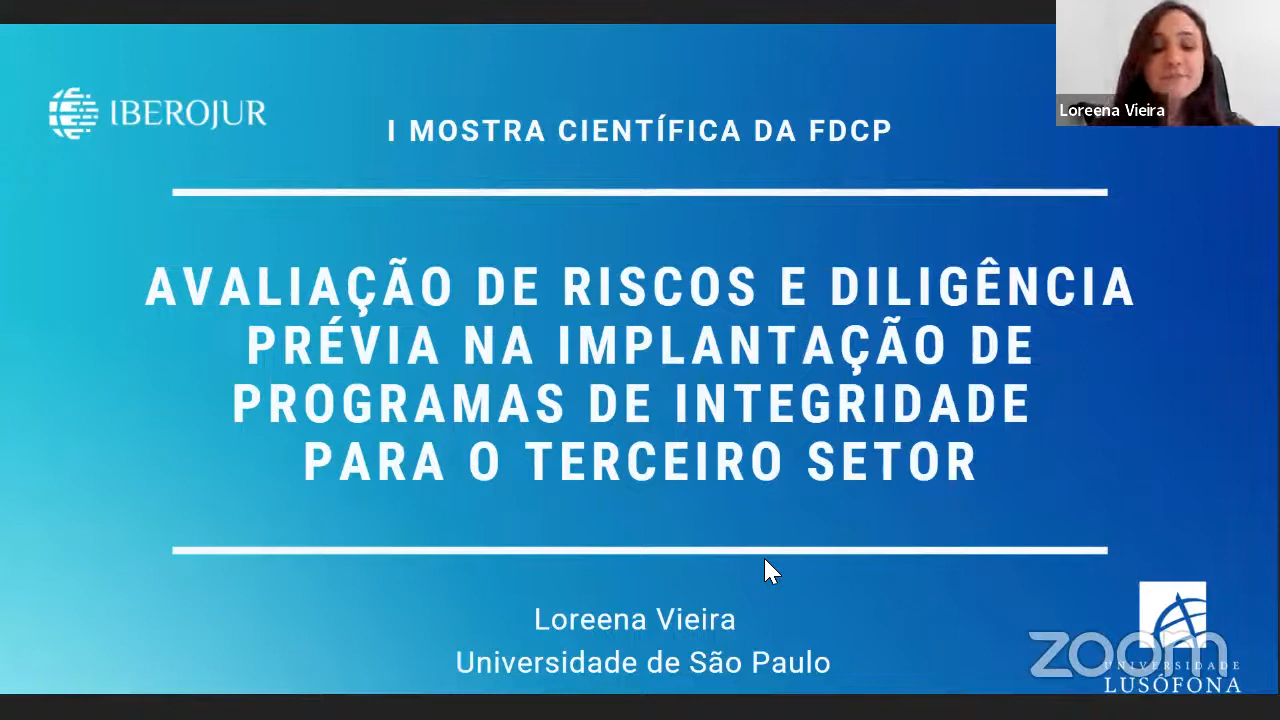 IBEROJUR
I MOSTRA CIENTÍFICA DA FDCP
Loreena Vieira
AVALIAÇÃO DE RISCOS E DILIGÊNCIA
PRÉVIA NA IMPLANTAÇÃO DE
PROGRAMAS DE INTEGRIDADE
PARA O TERCEIRO SETOR
Loreena Vieira
Universidade de São Paulo
zoom
UNIVERSIDADE
LUSÓFONA